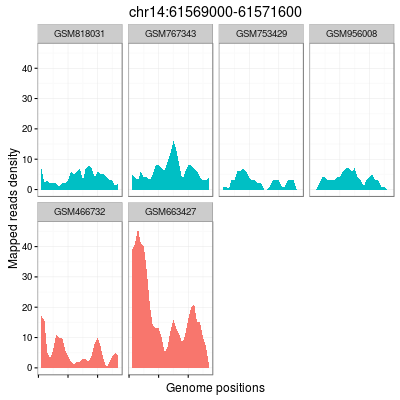 chr14:61569000-61571600
GSM818031 GSM767343 GSM753429 GSM956008
40
30
20
10
0
GSM466732 GSM663427
40
30
20
10
0
Mapped reads density
Genome positions